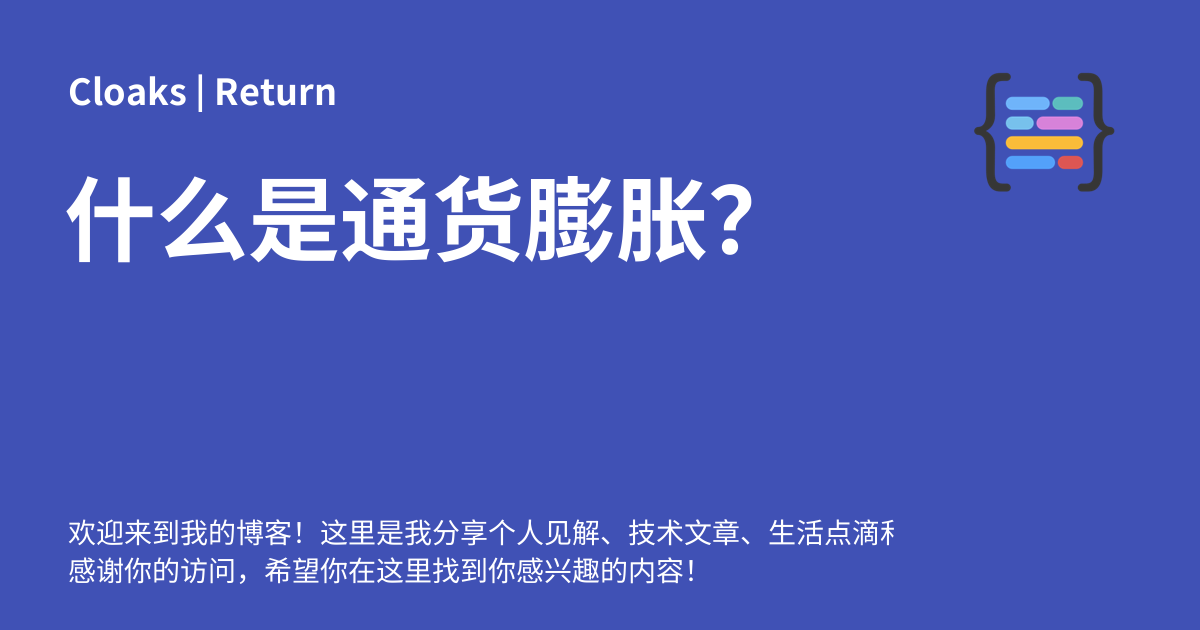 Cloaks | Return
什么是通货膨胀？
欢迎来到我的博客！这里是我分享个人见解、技术文章、生活点滴
感谢你的访问，希望你在这里找到你感兴趣的内容！